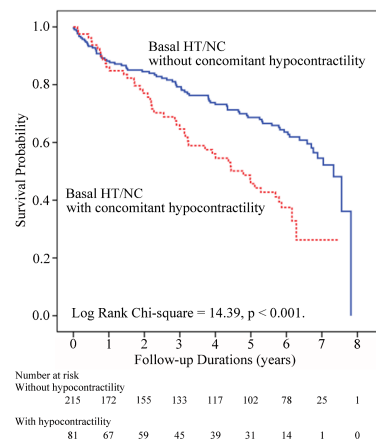 1.0
0.8
0.6
0.4
0.2
0.0
Survival Probability
Basal HT/NC
without concomitant hypocontractility
Basal HT/NC
with concomitant hypocontractility
Log Rank Chi-square = 14.39, p < 0.001.
0 1 2 3 4 5 6 7 8
Follow-up Durations (years)
Number at risk
Without hypocontractility
215 172 155 133 117 102 78 25 1
With hypocontractility
81 67 59 45 39 31 14 1 0